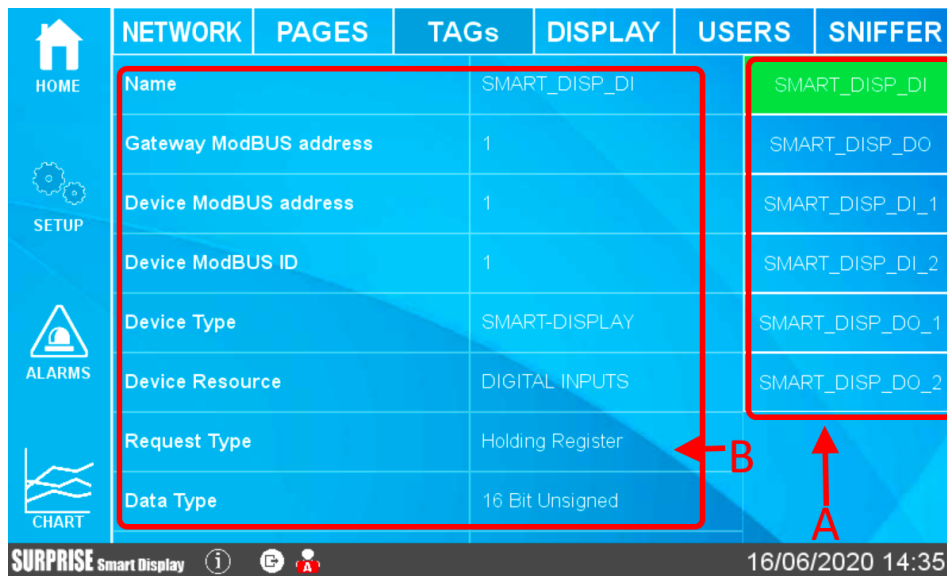 NETWORK PAGES TAGs DISPLAY USERS SNIFFER
HOME
Name SMART_DISP_DI SMART_DISP_DI
Gateway ModBUS address 1 SMART_DISP_DO
SETUP
Device ModBUS address 1 SMART_DISP_DI_1
Device ModBUS ID 1 SMART_DISP_DI_2
Device Type SMART-DISPLAY SMART_DISP_DO_1
ALARMS
Device Resource DIGITAL INPUTS SMART_DISP_DO_2
Request Type Holding Register
B
Data Type 16 Bit Unsigned
A
CHART
SURPRISE Smart Display i A 16/06/2020 14:35